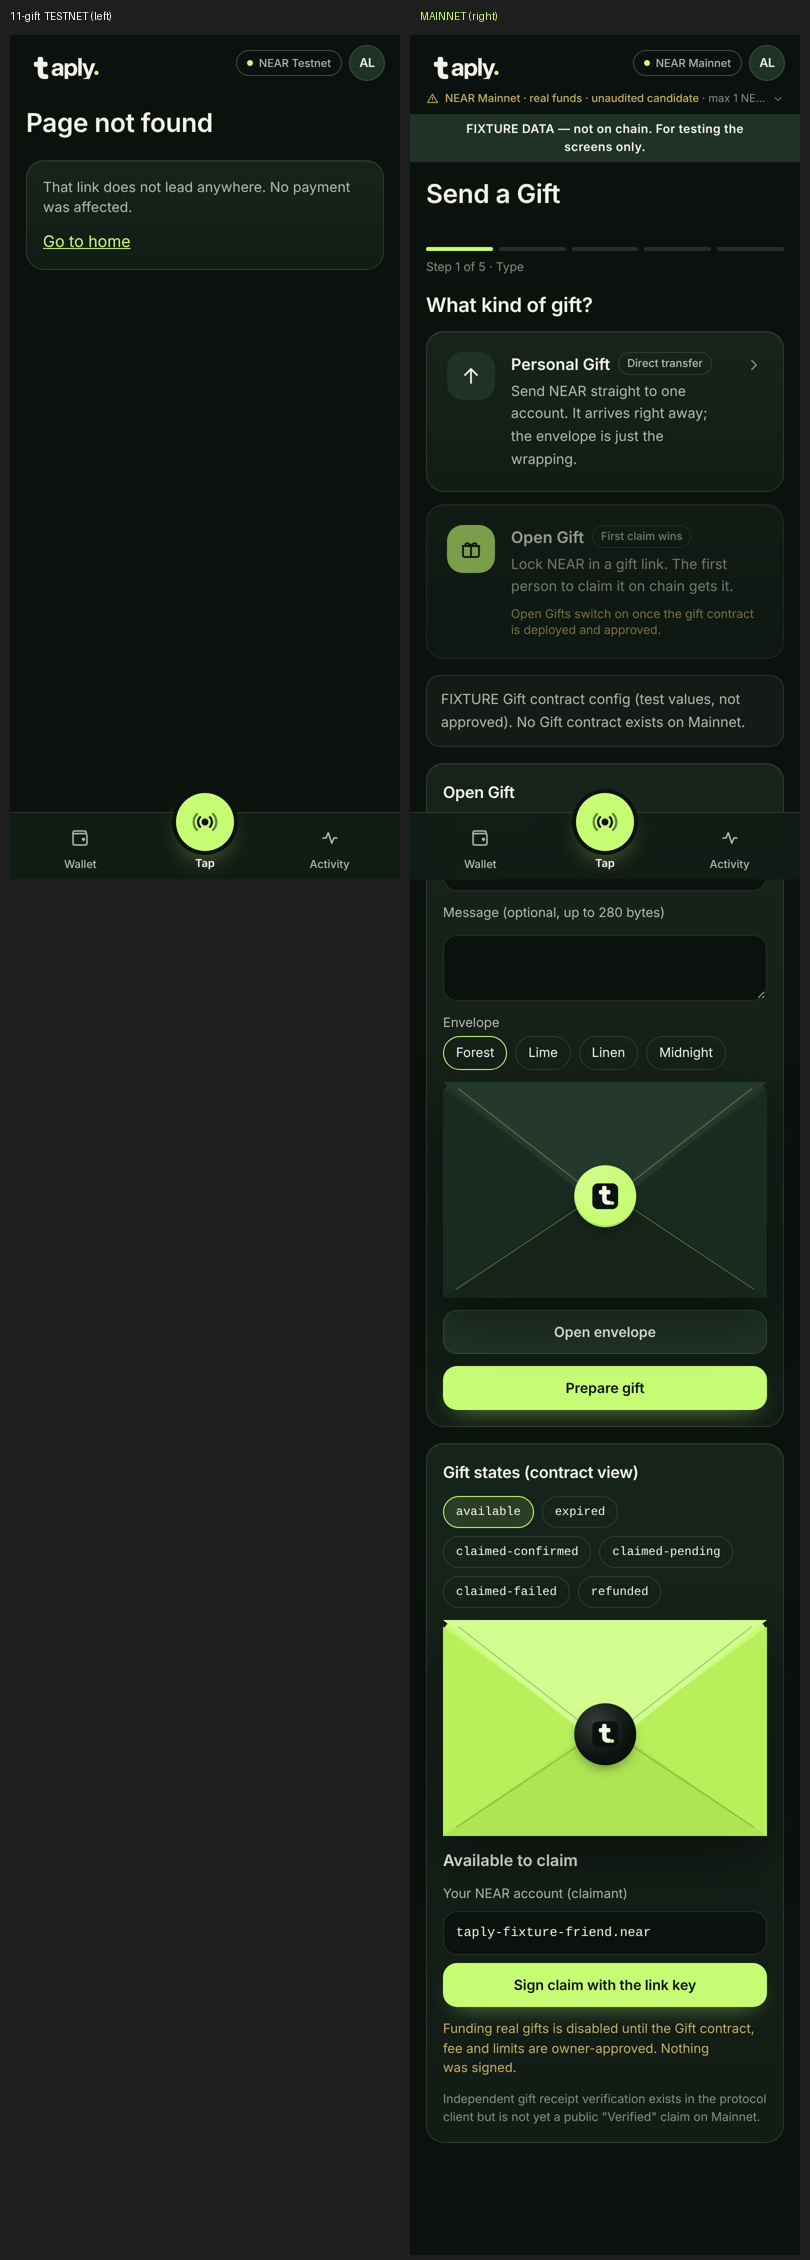 11-gift TESTNET (left)
taply.
NEAR Testnet
AL
Page not found
That link does not lead anywhere. No payment
was affected.
Go to home
Wallet
Tap
Activity
MAINNET (right)
taply.
NEAR Mainnet
AL
NEAR Mainnet · real funds · unaudited candidate · max 1 NE...
FIXTURE DATA — not on chain. For testing the
screens only.
Send a Gift
Step 1 of 5 · Type
What kind of gift?
Personal Gift
Direct transfer
Send NEAR straight to one
account. It arrives right away;
the envelope is just the
wrapping.
Open Gift
First claim wins
Lock NEAR in a gift link. The first
person to claim it on chain gets it.
Open Gifts switch on once the gift contract
is deployed and approved.
FIXTURE Gift contract config (test values, not
approved). No Gift contract exists on Mainnet.
Open Gift
Wallet
Tap
Activity
Message (optional, up to 280 bytes)
Envelope
Forest
Lime
Linen
Midnight
t
Open envelope
Prepare gift
Gift states (contract view)
available
expired
claimed-confirmed
claimed-pending
claimed-failed
refunded
t.
Available to claim
Your NEAR account (claimant)
taply-fixture-friend.near
Sign claim with the link key
Funding real gifts is disabled until the Gift contract,
fee and limits are owner-approved. Nothing
was signed.
Independent gift receipt verification exists in the protocol
client but is not yet a public "Verified" claim on Mainnet.